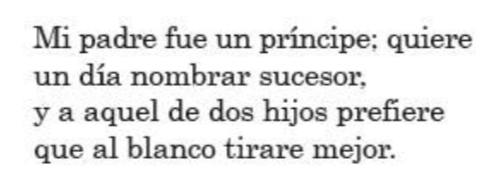 Mi padre fue un príncipe; quiere
un día nombrar sucesor,
y a aquel de dos hijos prefiere
que al blanco tirare mejor.